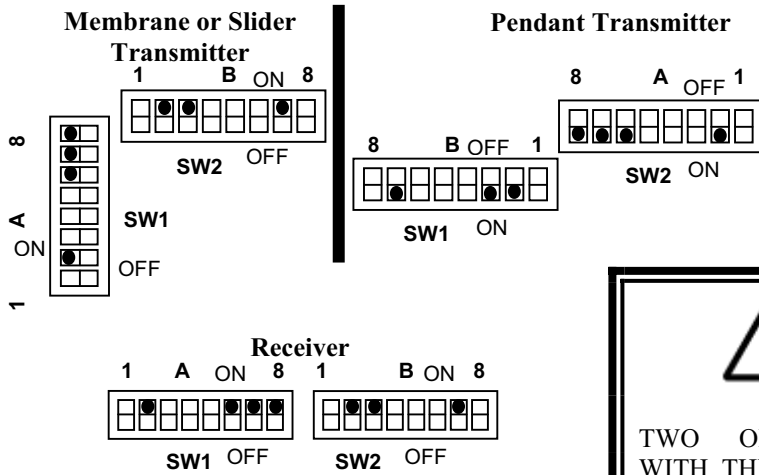 Membrane or Slider
Transmitter
1 B ON 8
SW2 OFF
8
A
ON
1
SW1
OFF
Pendant Transmitter
8 A OFF 1
SW2 ON
8 B OFF 1
SW1 ON
Receiver
1 A ON 8
SW1 OFF
1 B ON 8
SW2 OFF
TWO
WITH